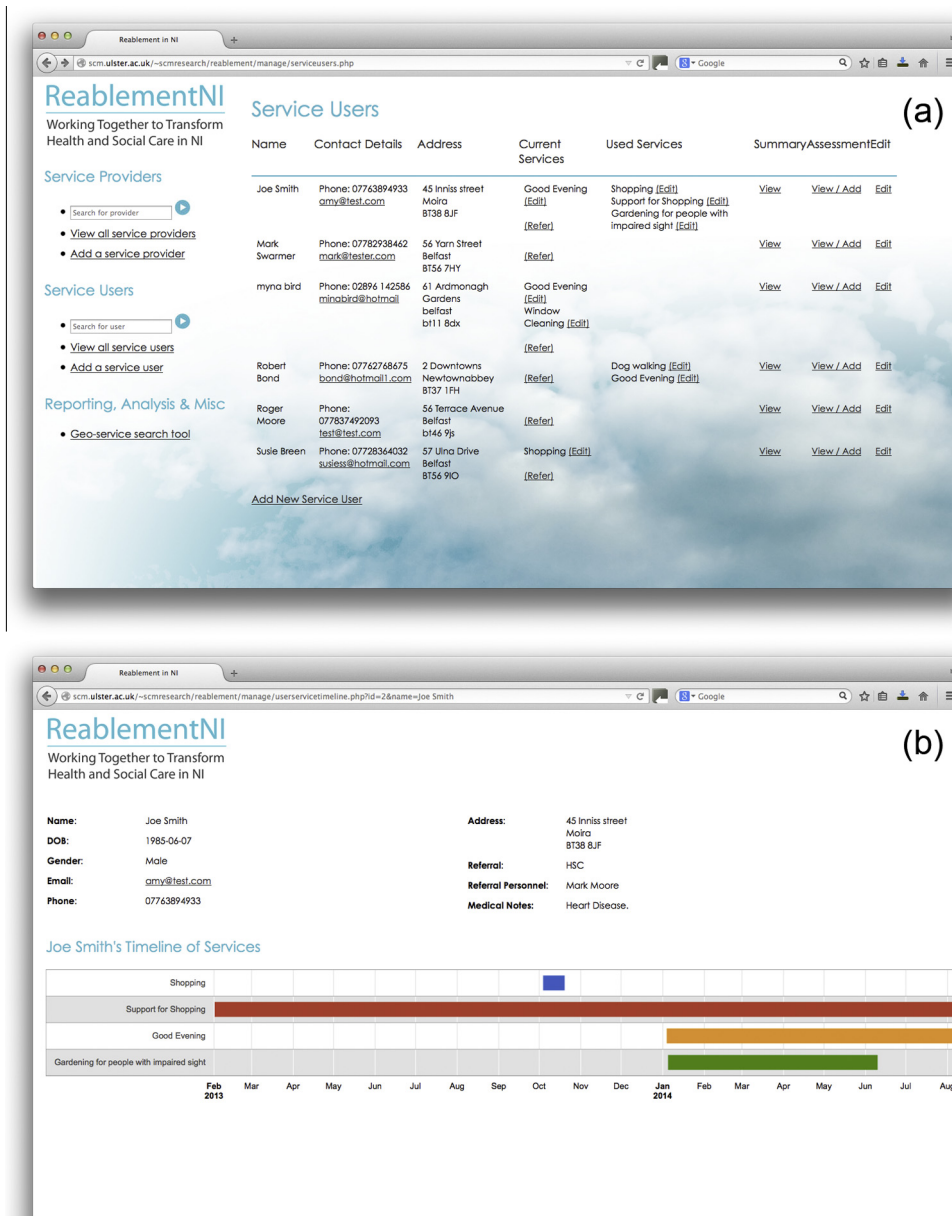 Reablement in NI
scm.ulster.ac.uk/~scmresearch/reablement/manage/serviceusers.php
Google
(a)
ReablementNI
Working Together to Transform
Health and Social Care in NI
Service Providers
Search for provider
View all service providers
Add a service provider
Service Users
Search for user
View all service users
Add a service user
Reporting, Analysis & Misc
Geo-service search tool
Service Users
Name Contact Details Address Current Services Used Services Summary Assessment Edit
Joe Smith Phone: 07763894933 45 Inniss street Good Evening Shopping (Edit) View View / Add Edit
amy@test.com Moira (Edit) Support for Shopping (Edit)
BT38 8JF Gardening for people with
(Refer) impaired sight (Edit)
Mark Phone: 07782938462 56 Yarn Street View View / Add Edit
Swarmer mark@tester.com Belfast (Refer)
BT56 7HY
myna bird Phone: 02896 142586 61 Ardmonagh Good Evening View View / Add Edit
minabird@hotmail Gardens (Edit)
belfast Window
bt11 8dx Cleaning (Edit)
(Refer)
Robert Phone: 07762768675 2 Downtowns Dog walking (Edit) View View / Add Edit
Bond bond@hotmail1.com Newtownabbey (Refer) Good Evening (Edit)
BT37 1FH
Roger Phone: 56 Terrace Avenue View View / Add Edit
Moore 077837492093 Belfast (Refer)
test@test.com bt46 9js
Susie Breen Phone: 07728364032 57 Ulna Drive Shopping (Edit) View View / Add Edit
susiess@hotmail.com Belfast
BT56 9IO (Refer)
Add New Service User
Reablement in NI
scm.ulster.ac.uk/~scmresearch/reablement/manage/userservicetimeline.php?id=2&name=Joe Smith
Google
(b)
ReablementNI
Working Together to Transform
Health and Social Care in NI
Name: Joe Smith
DOB: 1985-06-07
Gender: Male
Email: amy@test.com
Phone: 07763894933
Address: 45 Inniss street
Moira
BT38 8JF
Referral: HSC
Referral Personnel: Mark Moore
Medical Notes: Heart Disease.
Joe Smith's Timeline of Services
Shopping
Support for Shopping
Good Evening
Gardening for people with impaired sight
Feb Mar Apr May Jun Jul Aug Sep Oct Nov Dec Jan Feb Mar Apr May Jun Jul Aug
2013 2014